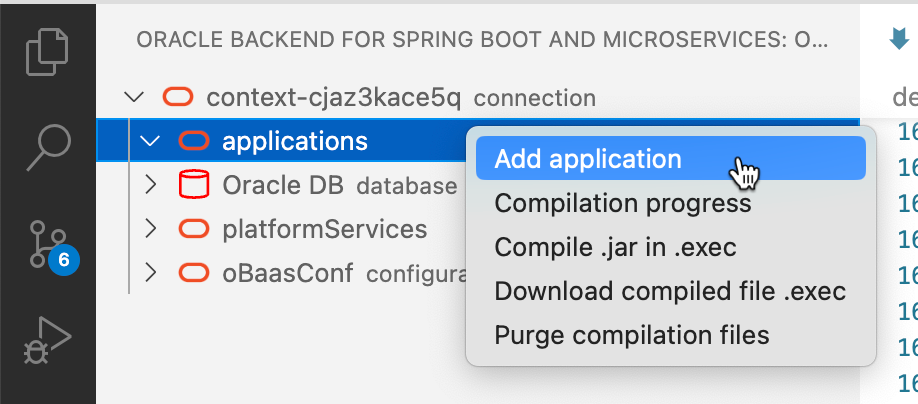 ORACLE BACKEND FOR SPRING BOOT AND MICROSERVICES: O...
context-cjaz3kace5q connection
de
applications
16
Add application
16
Oracle DB database
Compilation progress
16
platformServices
Compile .jar in .exec
16
6
oBaasConf configura
Download compiled file .exec
16
16
Purge compilation files
16
16